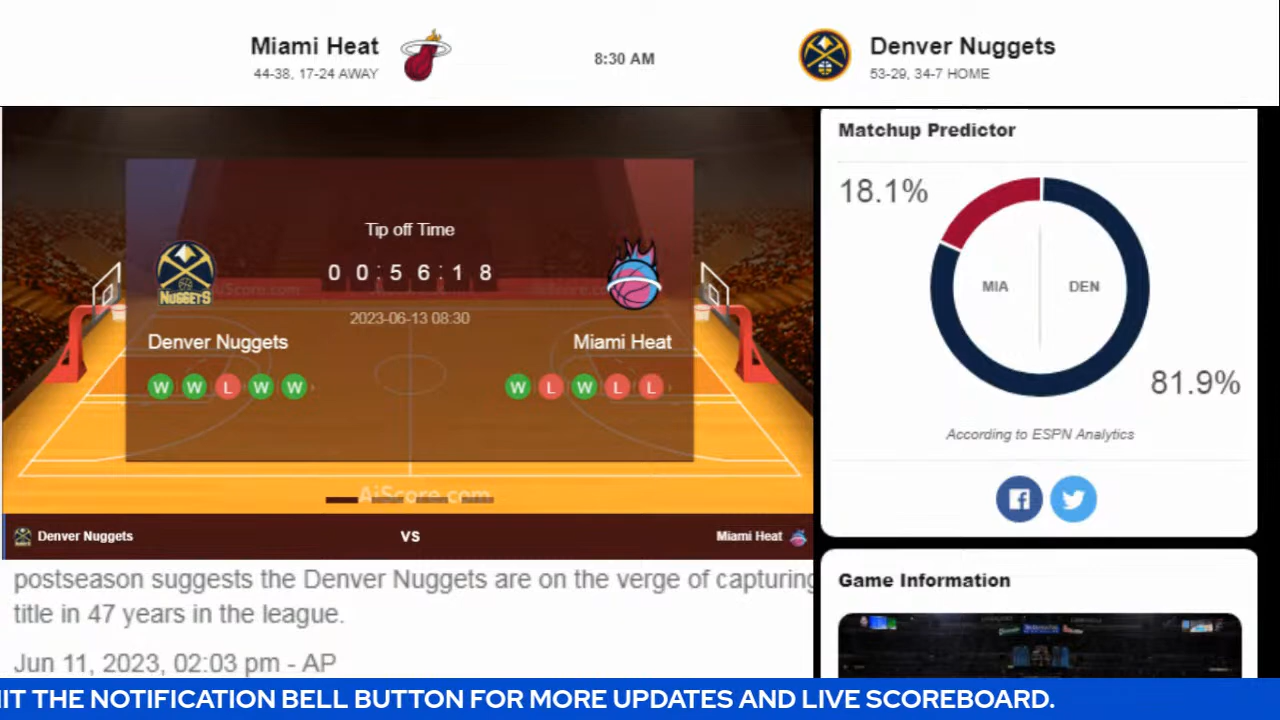 Miami Heat
44-38, 17-24 AWAY
8:30 AM
Denver Nuggets
53-29, 34-7 HOME
Tip off Time
0 0 : 5 6 : 1 8
2023-06-13 08:30
NUGGETS
Denver Nuggets
Miami Heat
W W L W W
W L W L L
AiScore.com
Denver Nuggets
VS
Miami Heat
postseason suggests the Denver Nuggets are on the verge of capturing
title in 47 years in the league.
Jun 11, 2023, 02:03 pm - AP
Matchup Predictor
18.1%
MIA
DEN
81.9%
According to ESPN Analytics
Game Information
HIT THE NOTIFICATION BELL BUTTON FOR MORE UPDATES AND LIVE SCOREBOARD.